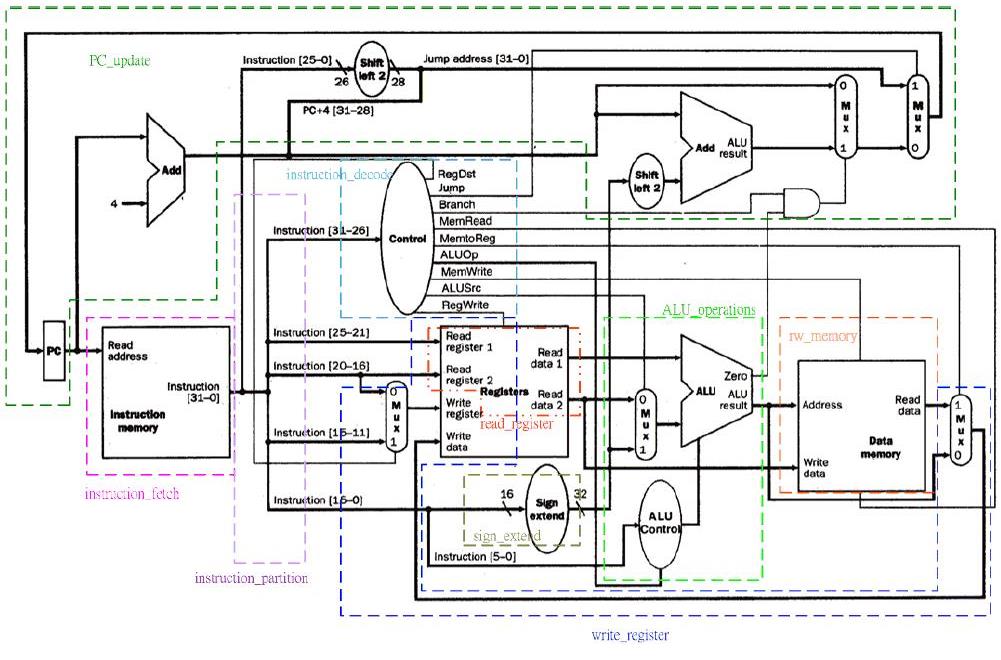 PC_update
Instruction [25–0]
Shift
left 2
26
28
Jump address [31–0]
PC+4 [31–28]
Add
4
0
M
u
x
1
1
M
u
x
0
Add
ALU
result
Shift
left 2
instruction_decode
Control
RegDst
Jump
Branch
MemRead
MemtoReg
ALUOp
MemWrite
ALUSrc
RegWrite
Instruction [31–26]
PC
Read
address
Instruction
[31–0]
Instruction
memory
instruction_fetch
instruction_partition
Instruction [25–21]
Instruction [20–16]
Instruction [15–11]
Instruction [15–0]
0
M
u
x
1
Read
register 1
Read
register 2
Write
register
Write
data
Registers
Read
data 1
Read
data 2
read_register
16
Sign
extend
32
sign_extend
Instruction [5–0]
ALU_operations
0
M
u
x
1
ALU
Zero
ALU
result
ALU
Control
rw_memory
Address
Read
data
Write
data
Data
memory
1
M
u
x
0
write_register